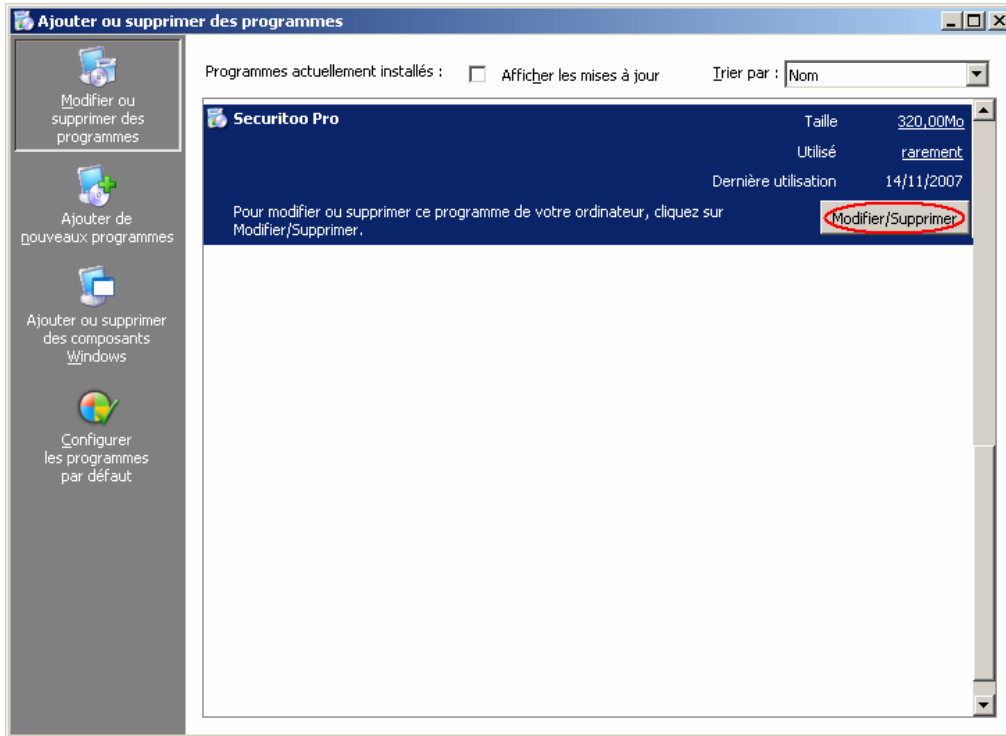 Ajouter ou supprimer des programmes
Modifier ou
supprimer des
programmes
Ajouter de
nouveaux programmes
Ajouter ou supprimer
des composants
Windows
Configurer
les programmes
par défaut
Programmes actuellement installés : Afficher les mises à jour Trier par : Nom
Securitoo Pro Taille 320,00Mo
Utilisé rarement
Dernière utilisation 14/11/2007
Pour modifier ou supprimer ce programme de votre ordinateur, cliquez sur
Modifier/Supprimer.
Modifier/Supprimer